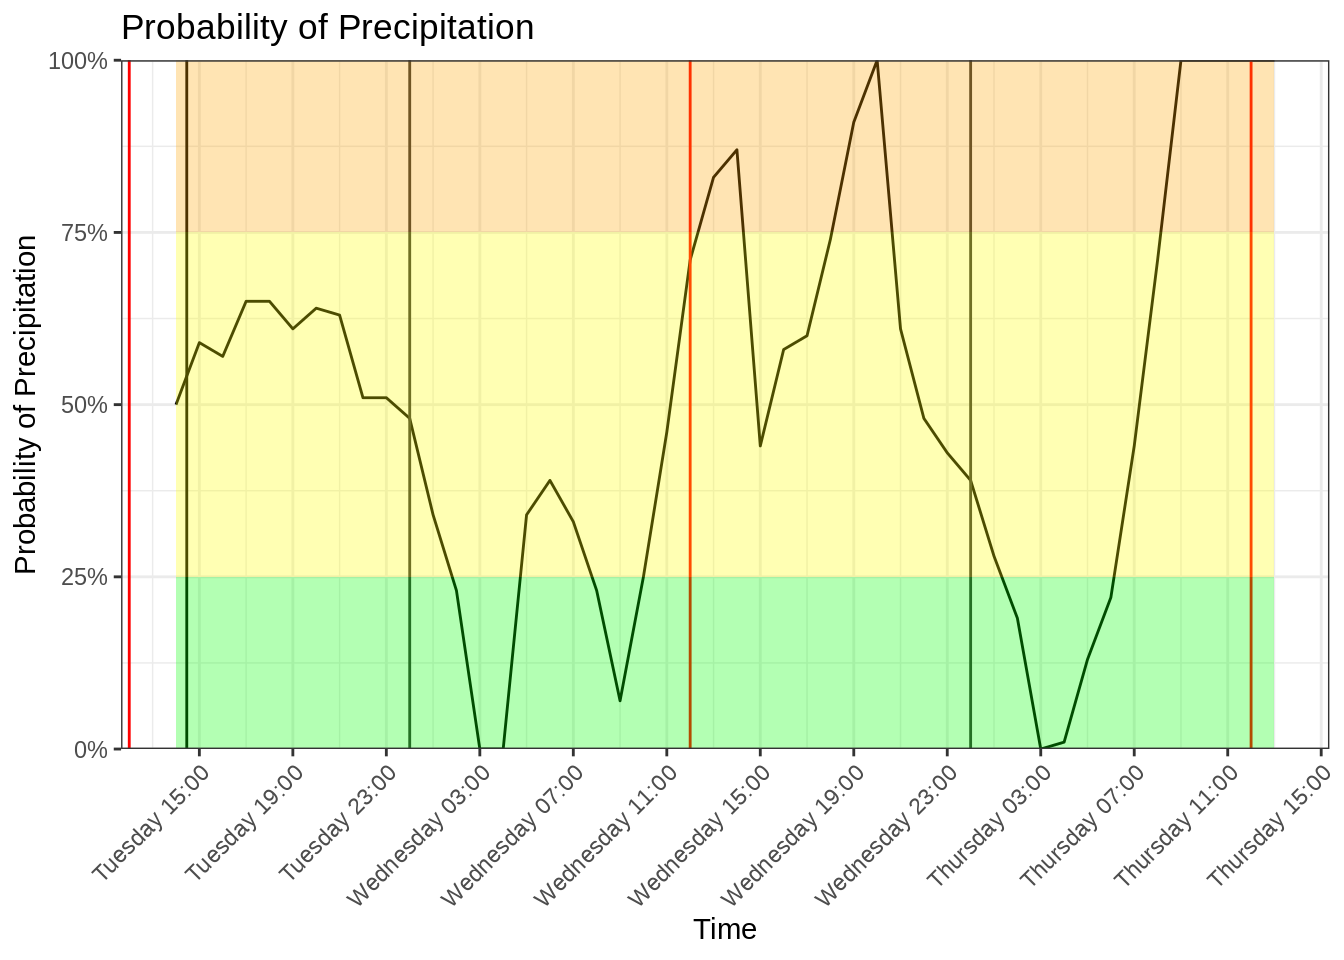 Probability of Precipitation
Probability of Precipitation
100%
75%
50%
25%
0%
Tuesday 15:00
Tuesday 19:00
Tuesday 23:00
Wednesday 03:00
Wednesday 07:00
Wednesday 11:00
Wednesday 15:00
Wednesday 19:00
Wednesday 23:00
Thursday 03:00
Thursday 07:00
Thursday 11:00
Thursday 15:00
Time